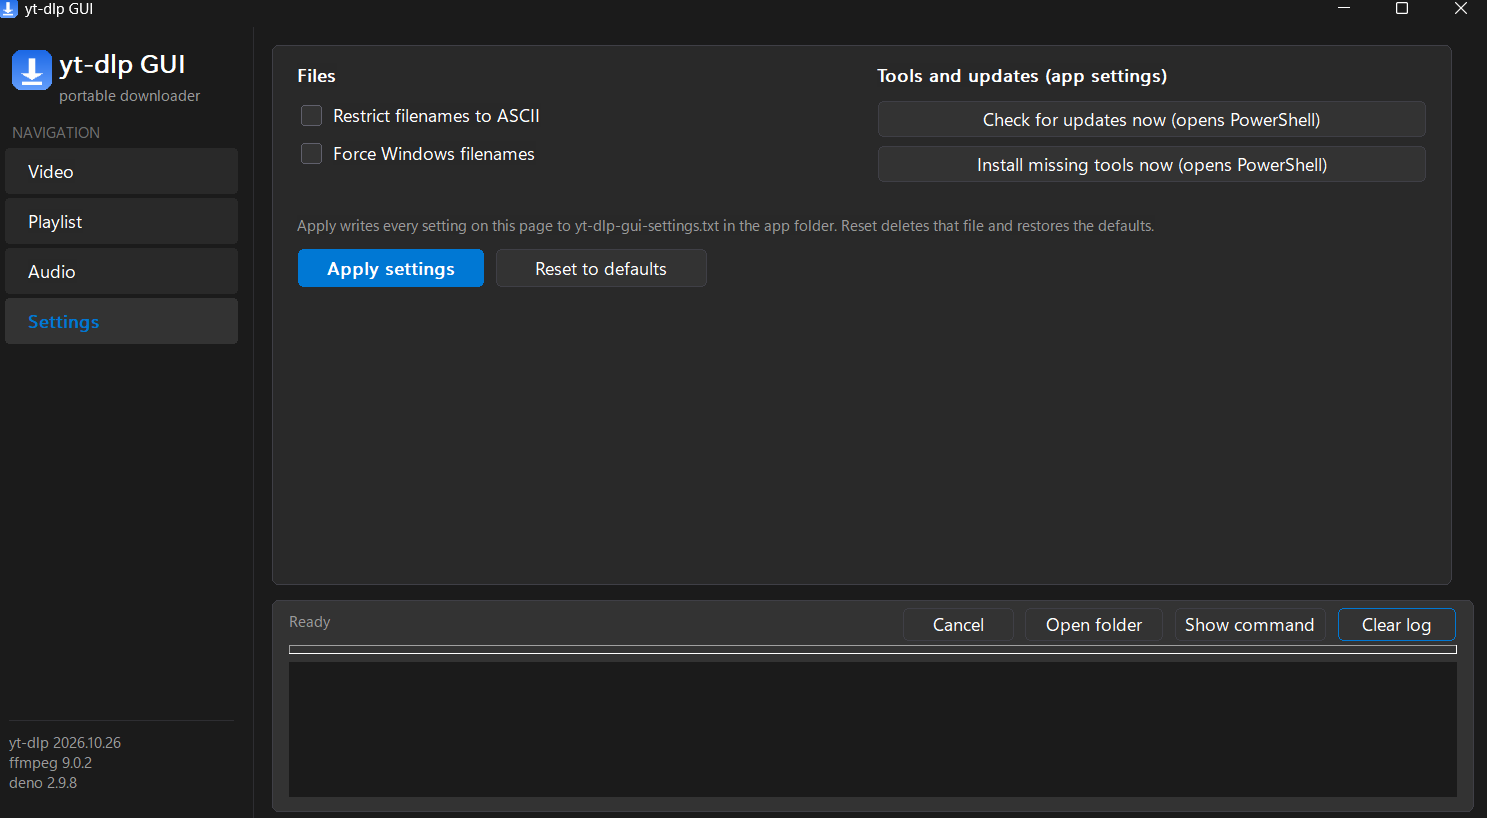 yt-dlp GUI
yt-dlp GUI
portable downloader
NAVIGATION
Video
Playlist
Audio
Settings
yt-dlp 2026.10.26
ffmpeg 9.0.2
deno 2.9.8
Files
Restrict filenames to ASCII
Force Windows filenames
Tools and updates (app settings)
Check for updates now (opens PowerShell)
Install missing tools now (opens PowerShell)
Apply writes every setting on this page to yt-dlp-gui-settings.txt in the app folder. Reset deletes that file and restores the defaults.
Apply settings
Reset to defaults
Ready
Cancel
Open folder
Show command
Clear log